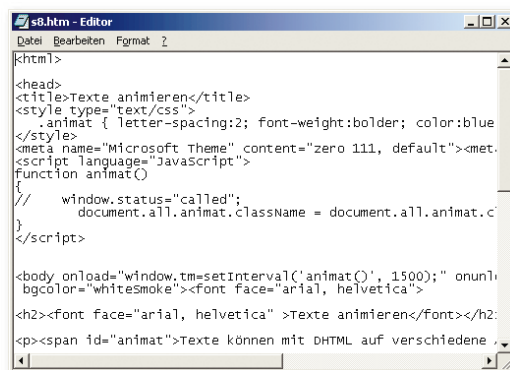 s8.htm - Editor
Datei Bearbeiten Format ?
<html>
<head>
<title>Texte animieren</title>
<style type="text/css">
.animat { letter-spacing:2; font-weight:bolder; color:blue
</style>
<meta name="Microsoft Theme" content="zero 111, default"><met
<script language="JavaScript">
function animat()
{
// window.status="called";
document.all.animat.className = document.all.animat.cl
}
</script>
<body onload="window.tm=setInterval('animat()', 1500);" onunl
bgcolor="whiteSmoke"><font face="arial, helvetica">
<h2><font face="arial, helvetica" >Texte animieren</font></h2
<p><span id="animat">Texte können mit DHTML auf verschiedene